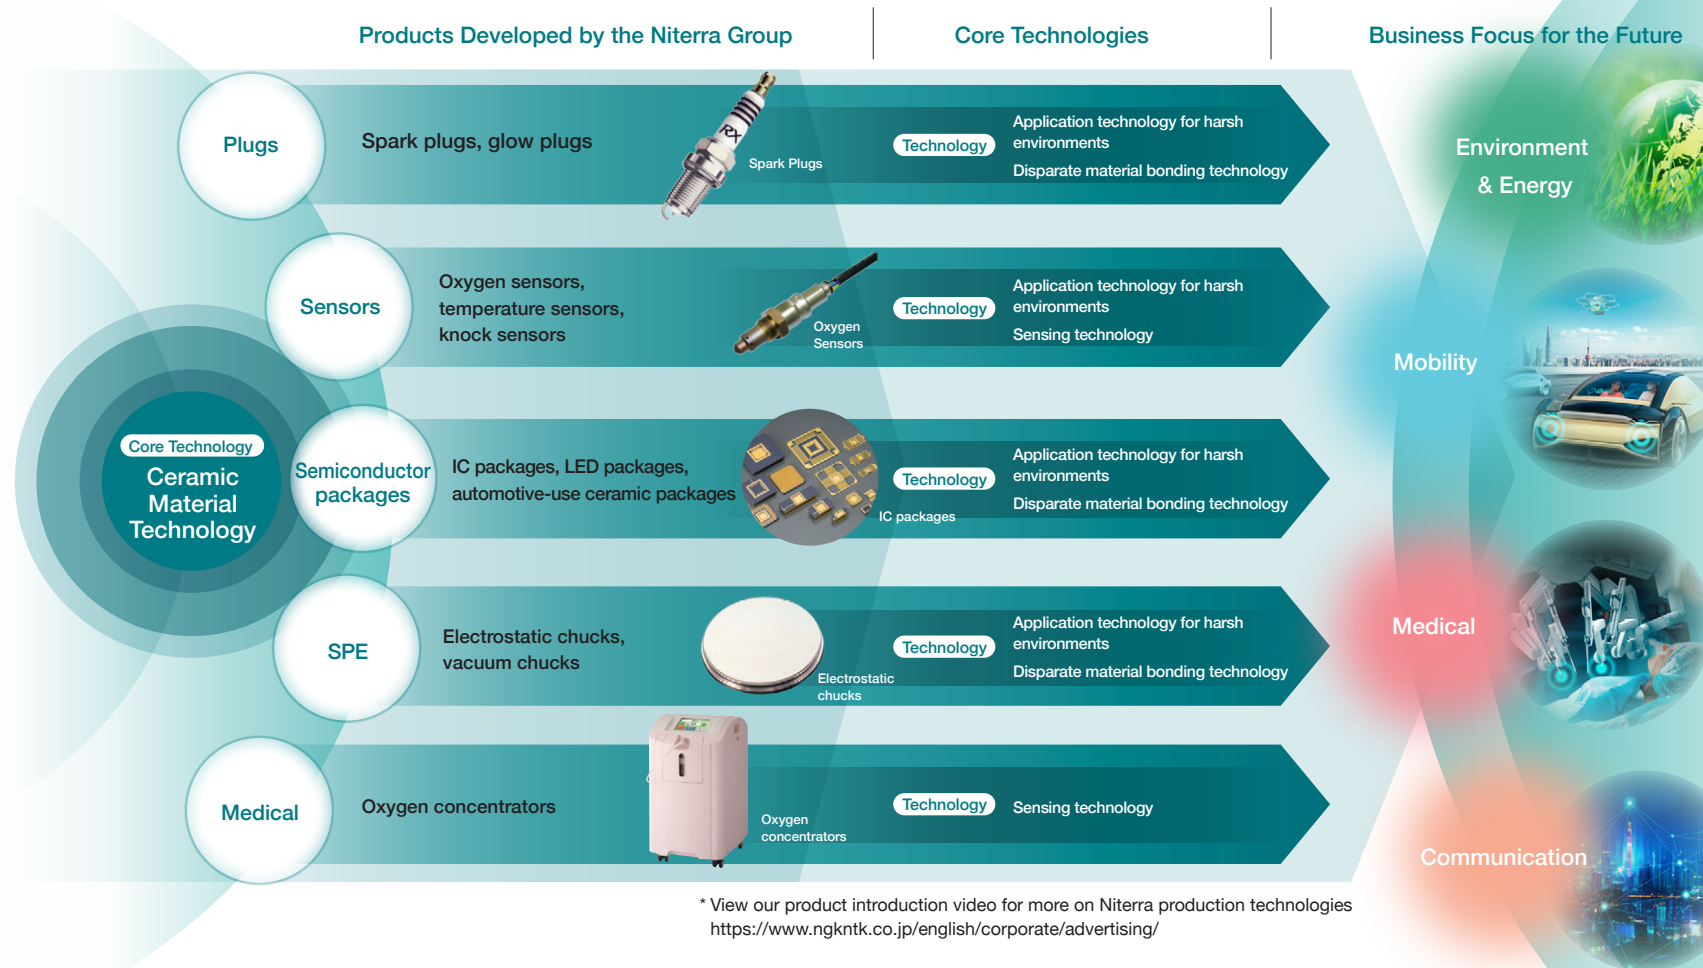 Products Developed by the Niterra Group
Core Technologies
Business Focus for the Future
Plugs
Spark plugs, glow plugs
RX
Spark Plugs
Technology
Application technology for harsh
environments
Disparate material bonding technology
Sensors
Oxygen sensors,
temperature sensors,
knock sensors
Oxygen
Sensors
Technology
Application technology for harsh
environments
Sensing technology
Core Technology
Ceramic
Material
Technology
Semiconductor
packages
IC packages, LED packages,
automotive-use ceramic packages
IC packages
Technology
Application technology for harsh
environments
Disparate material bonding technology
SPE
Electrostatic chucks,
vacuum chucks
Electrostatic
chucks
Technology
Application technology for harsh
environments
Disparate material bonding technology
Medical
Oxygen concentrators
Oxygen
concentrators
Technology
Sensing technology
Environment
& Energy
Mobility
Medical
Communication
* View our product introduction video for more on Niterra production technologies
https://www.ngkntk.co.jp/english/corporate/advertising/